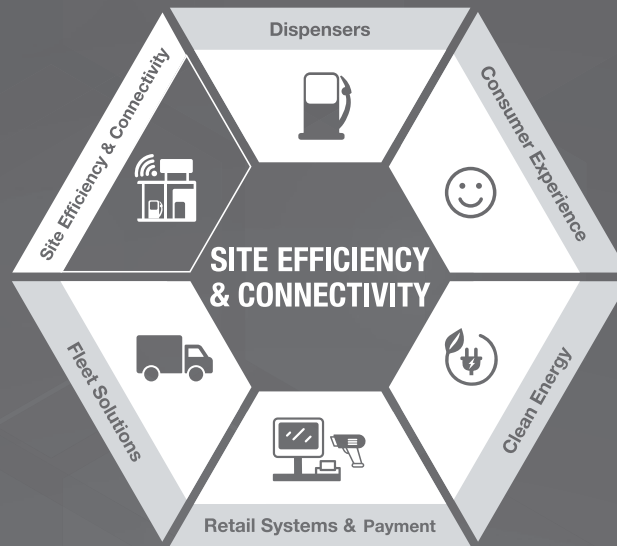 Dispensers
Consumer Experience
Site Efficiency & Connectivity
SITE EFFICIENCY
& CONNECTIVITY
Fleet Solutions
Clean Energy
Retail Systems & Payment